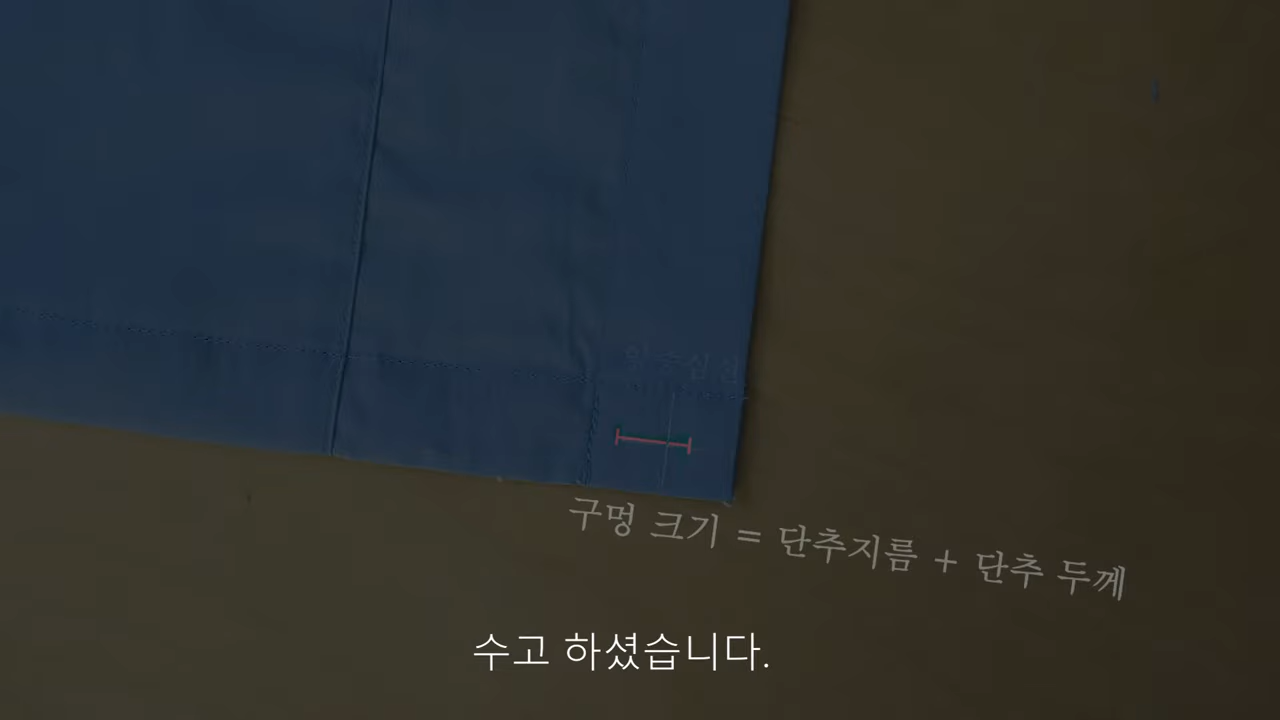 구멍 크기 = 단추지름 + 단추 두께
수고 하셨습니다.